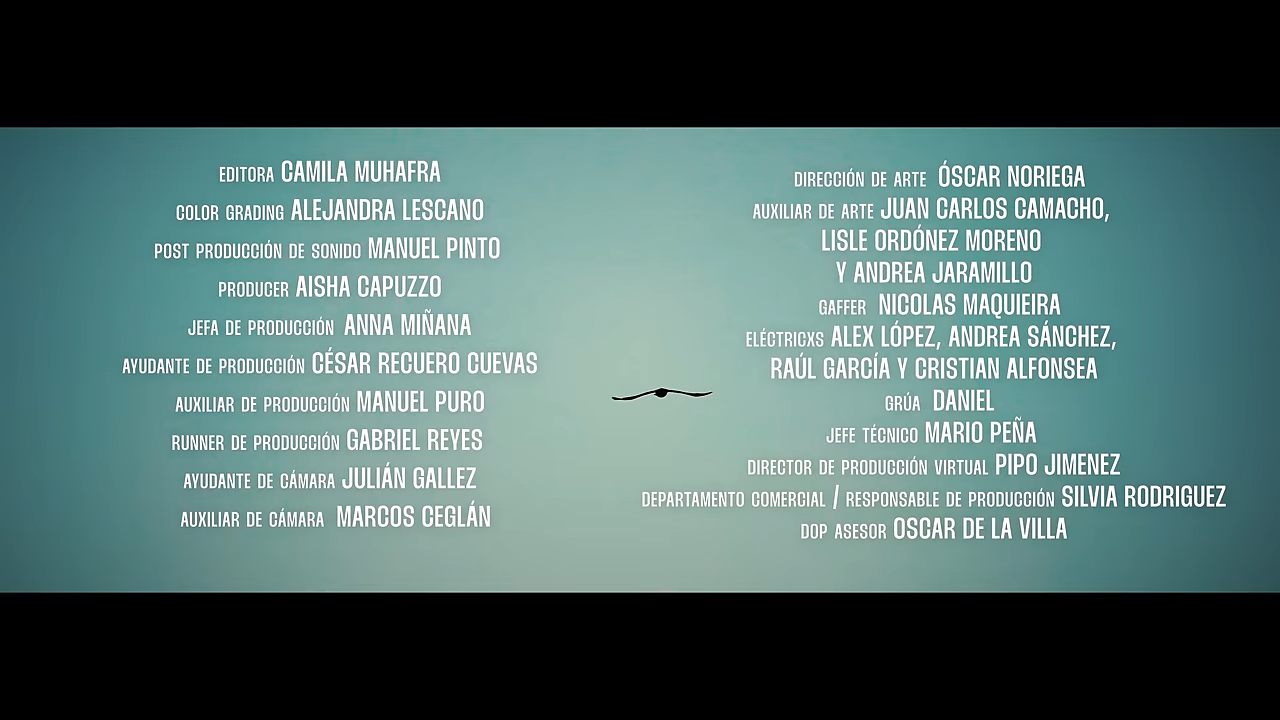 EDITORA CAMILA MUHAFRA
COLOR GRADING ALEJANDRA LESCANO
POST PRODUCCIÓN DE SONIDO MANUEL PINTO
PRODUCER AISHA CAPUZZO
JEFA DE PRODUCCIÓN ANNA MIÑANA
AYUDANTE DE PRODUCCIÓN CÉSAR RECUERO CUEVAS
AUXILIAR DE PRODUCCIÓN MANUEL PURO
RUNNER DE PRODUCCIÓN GABRIEL REYES
AYUDANTE DE CÁMARA JULIÁN GALLEZ
AUXILIAR DE CÁMARA MARCOS CEGLÁN
DIRECCIÓN DE ARTE ÓSCAR NORIEGA
AUXILIAR DE ARTE JUAN CARLOS CAMACHO,
LISLE ORDÓNEZ MORENO
Y ANDREA JARAMILLO
GAFFER NICOLAS MAQUIEIRA
ELÉCTRICXS ALEX LÓPEZ, ANDREA SÁNCHEZ,
RAÚL GARCÍA Y CRISTIAN ALFONSEA
GRÚA DANIEL
JEFE TÉCNICO MARIO PEÑA
DIRECTOR DE PRODUCCIÓN VIRTUAL PIPO JIMENEZ
DEPARTAMENTO COMERCIAL / RESPONSABLE DE PRODUCCIÓN SILVIA RODRIGUEZ
DOP ASESOR OSCAR DE LA VILLA